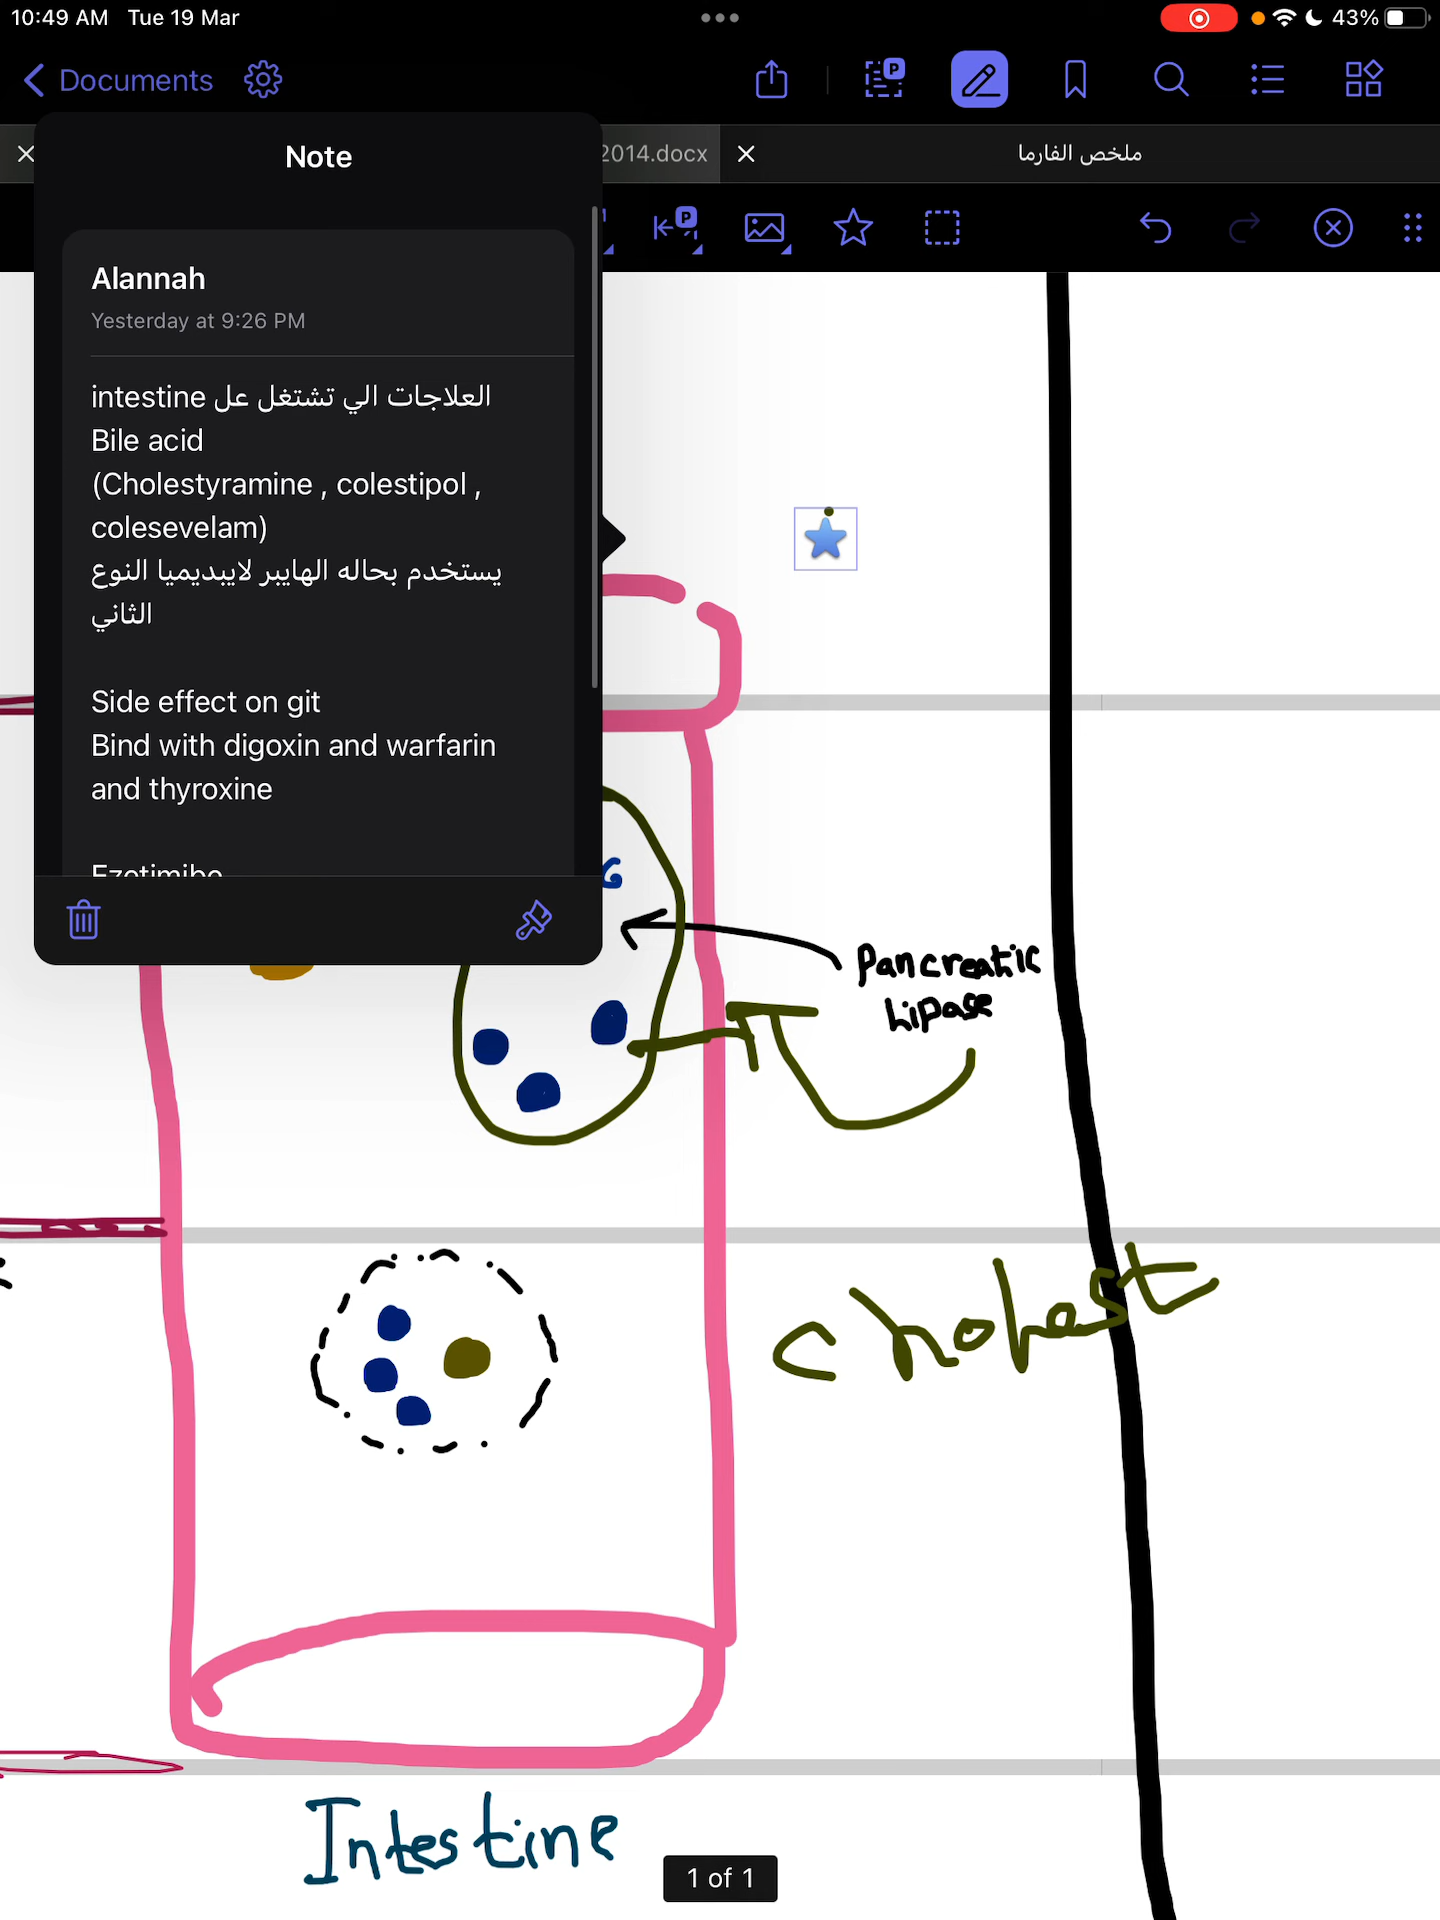 10:49 AM Tue 19 Mar
43%
Documents
Note
2014.docx
ملخص الفارما
Alannah
Yesterday at 9:26 PM
العلاجات الي تشتغل عل intestine
Bile acid
(Cholestyramine , colestipol ,
colesevelam)
يستخدم بحاله الهايبر لايبديميا النوع
الثاني
Side effect on git
Bind with digoxin and warfarin
and thyroxine
Ezetimibe
Pancreatic
Lipase
Cholest
Intestine
1 of 1